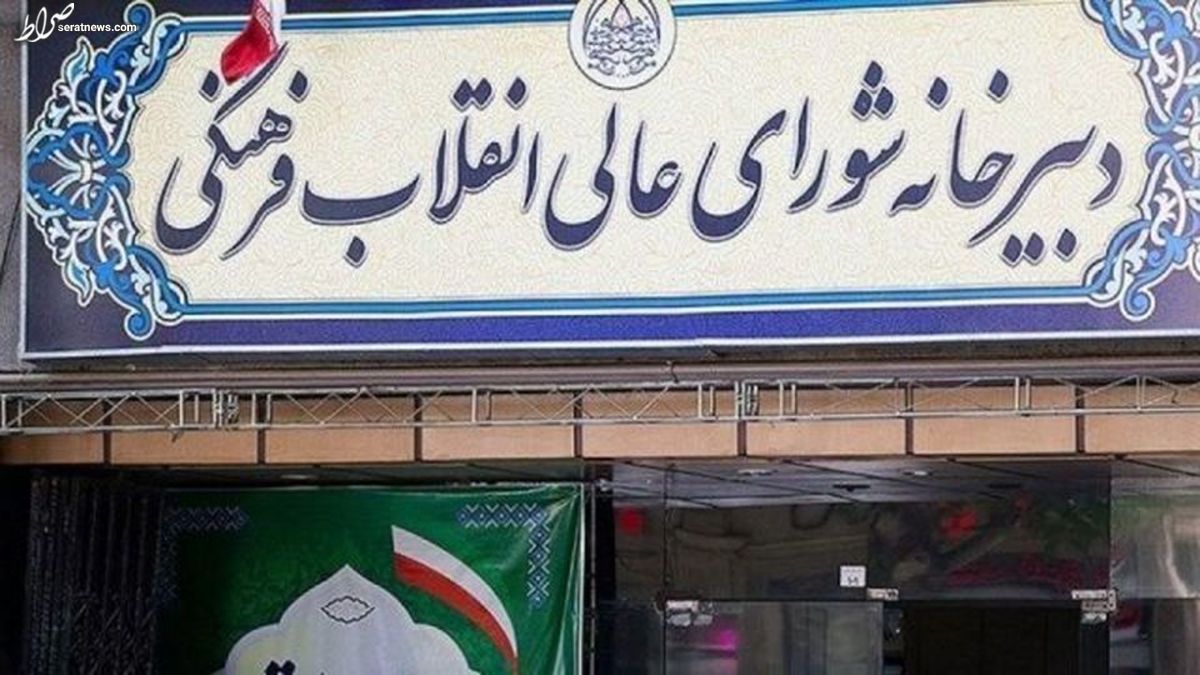 صراط
seratnews.com
دبیرخانه شورای عالی انقلاب فرهنگی